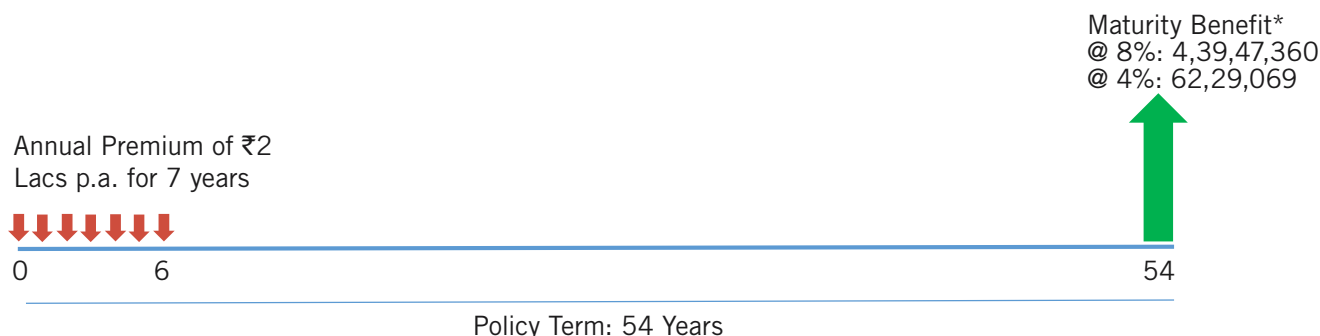 Maturity Benefit*
@ 8%: 4,39,47,360
@ 4%: 62,29,069
Annual Premium of ₹2
Lacs p.a. for 7 years
0 6 54
Policy Term: 54 Years